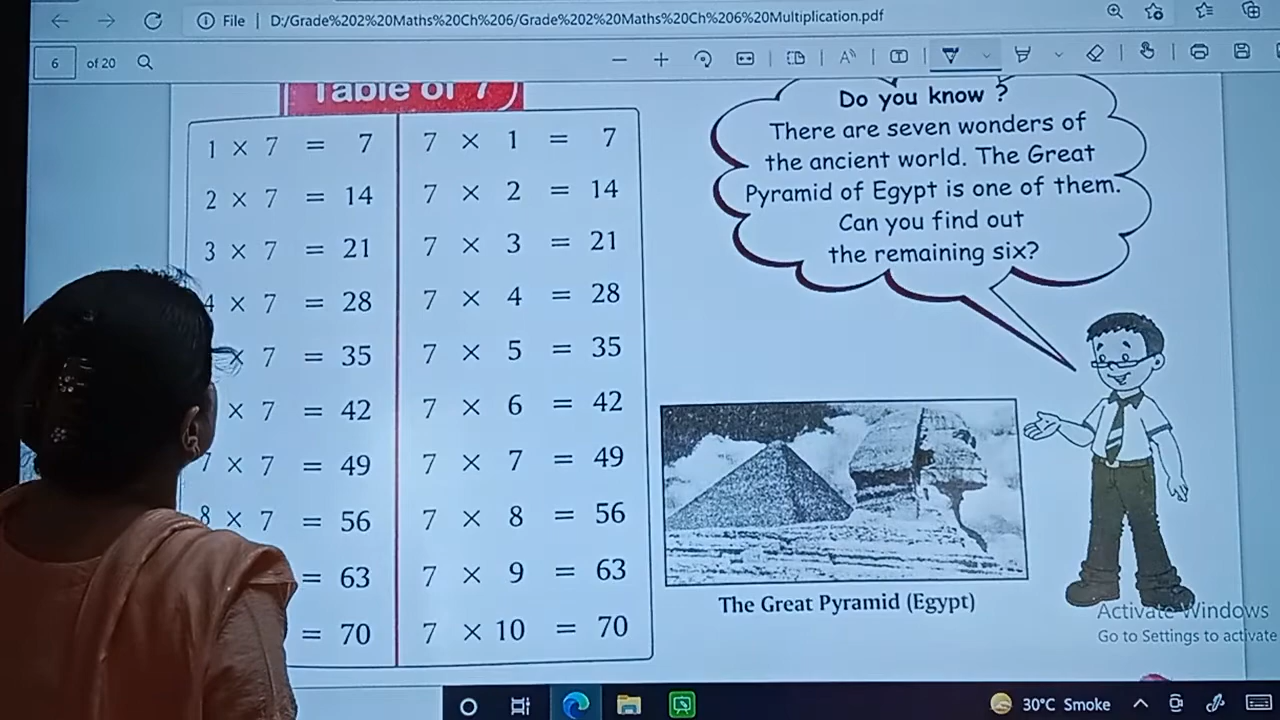 File | D:/Grade%202%20Maths%20Ch%206/Grade%202%20Maths%20Ch%206%20Multiplication.pdf
6 of 20
Table of 7
1 × 7 = 7
2 × 7 = 14
3 × 7 = 21
4 × 7 = 28
× 7 = 35
× 7 = 42
7 × 7 = 49
8 × 7 = 56
= 63
= 70
7 × 1 = 7
7 × 2 = 14
7 × 3 = 21
7 × 4 = 28
7 × 5 = 35
7 × 6 = 42
7 × 7 = 49
7 × 8 = 56
7 × 9 = 63
7 × 10 = 70
Do you know ?
There are seven wonders of
the ancient world. The Great
Pyramid of Egypt is one of them.
Can you find out
the remaining six?
The Great Pyramid (Egypt)
Activate Windows
Go to Settings to activate
30°C Smoke